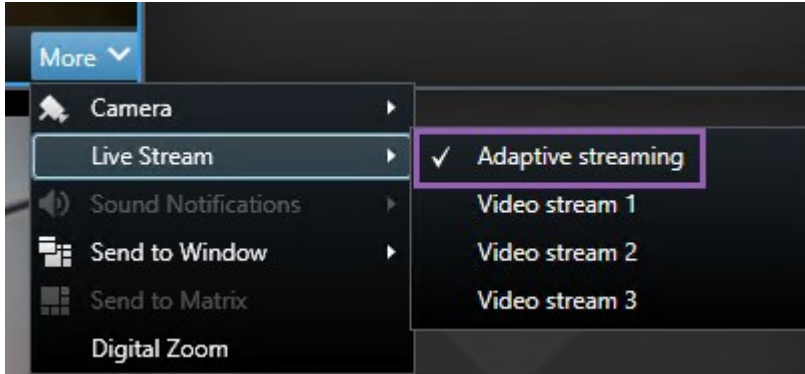 More
Camera
Live Stream
Sound Notifications
Send to Window
Send to Matrix
Digital Zoom
Adaptive streaming
Video stream 1
Video stream 2
Video stream 3